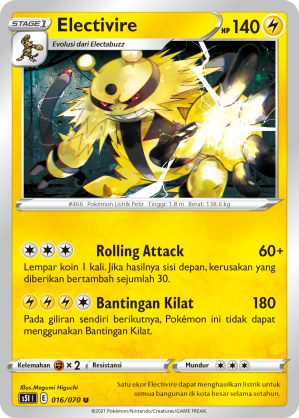 STAGE 1
Electivire
HP 140
Evolusi dari Electabuzz
#466 Pokémon Listrik Petir Tinggi: 1.8 m Berat: 138.6 kg
Rolling Attack 60+
Lempar koin 1 kali. Jika hasilnya sisi depan, kerusakan yang
diberikan bertambah sejumlah 30.
Bantingan Kilat 180
Pada giliran sendiri berikutnya, Pokémon ini tidak dapat
menggunakan Bantingan Kilat.
Kelemahan ×2 Resistansi Mundur
Illus. Megumi Higuchi
s5I I E 016/070 U
Satu ekor Electivire dapat menghasilkan listrik untuk
semua bangunan di kota besar selama setahun.
©2021 Pokémon/Nintendo/Creatures/GAME FREAK.